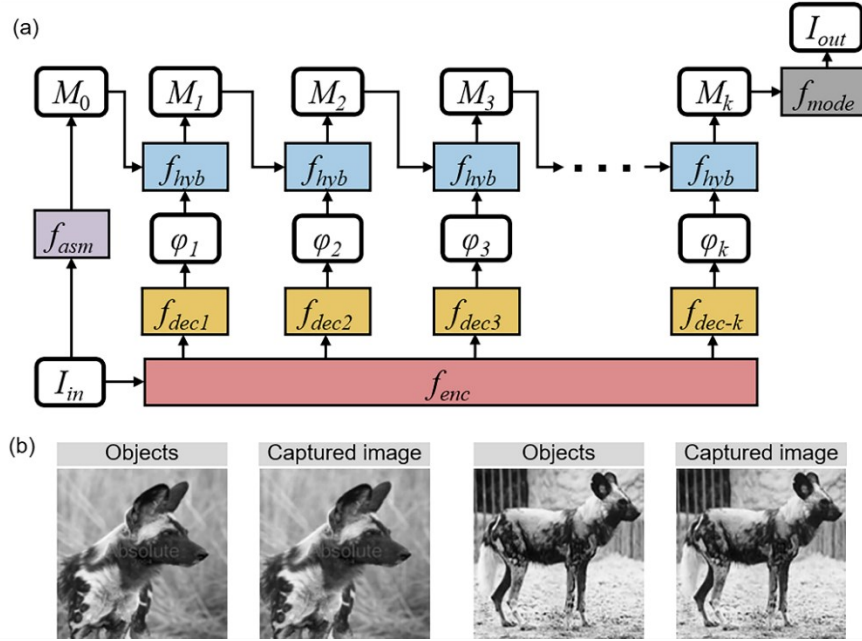 (a)
I_out
M_0 M_1 M_2 M_3 M_k f_mode
f_hyb f_hyb f_hyb f_hyb
f_asm φ_1 φ_2 φ_3 φ_k
f_dec1 f_dec2 f_dec3 f_dec-k
I_in f_enc
(b)
Objects Captured image Objects Captured image
bsolute bsolute